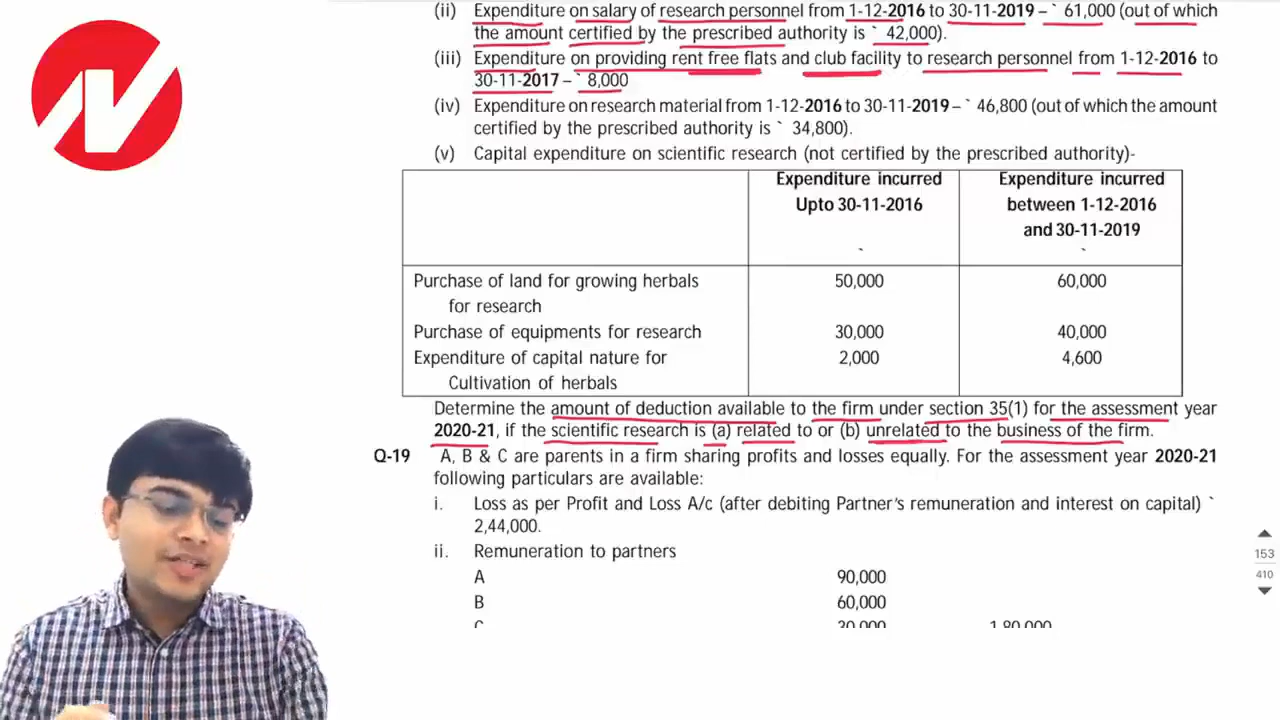 (ii) Expenditure on salary of research personnel from 1-12-2016 to 30-11-2019 – ` 61,000 (out of which
the amount certified by the prescribed authority is ` 42,000).
(iii) Expenditure on providing rent free flats and club facility to research personnel from 1-12-2016 to
30-11-2017 – ` 8,000
(iv) Expenditure on research material from 1-12-2016 to 30-11-2019 – ` 46,800 (out of which the amount
certified by the prescribed authority is ` 34,800).
(v) Capital expenditure on scientific research (not certified by the prescribed authority)-
Expenditure incurred Expenditure incurred
Upto 30-11-2016 between 1-12-2016
and 30-11-2019
` `
Purchase of land for growing herbals 50,000 60,000
for research
Purchase of equipments for research 30,000 40,000
Expenditure of capital nature for 2,000 4,600
Cultivation of herbals
Determine the amount of deduction available to the firm under section 35(1) for the assessment year
2020-21, if the scientific research is (a) related to or (b) unrelated to the business of the firm.
Q-19 A, B & C are parents in a firm sharing profits and losses equally. For the assessment year 2020-21
following particulars are available:
i. Loss as per Profit and Loss A/c (after debiting Partner's remuneration and interest on capital) `
2,44,000.
ii. Remuneration to partners
A 90,000
B 60,000
C 30,000 1,80,000
153
410